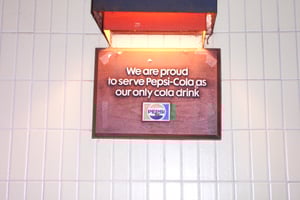 We are proud
to serve Pepsi-Cola as
our only cola drink
PEPSI